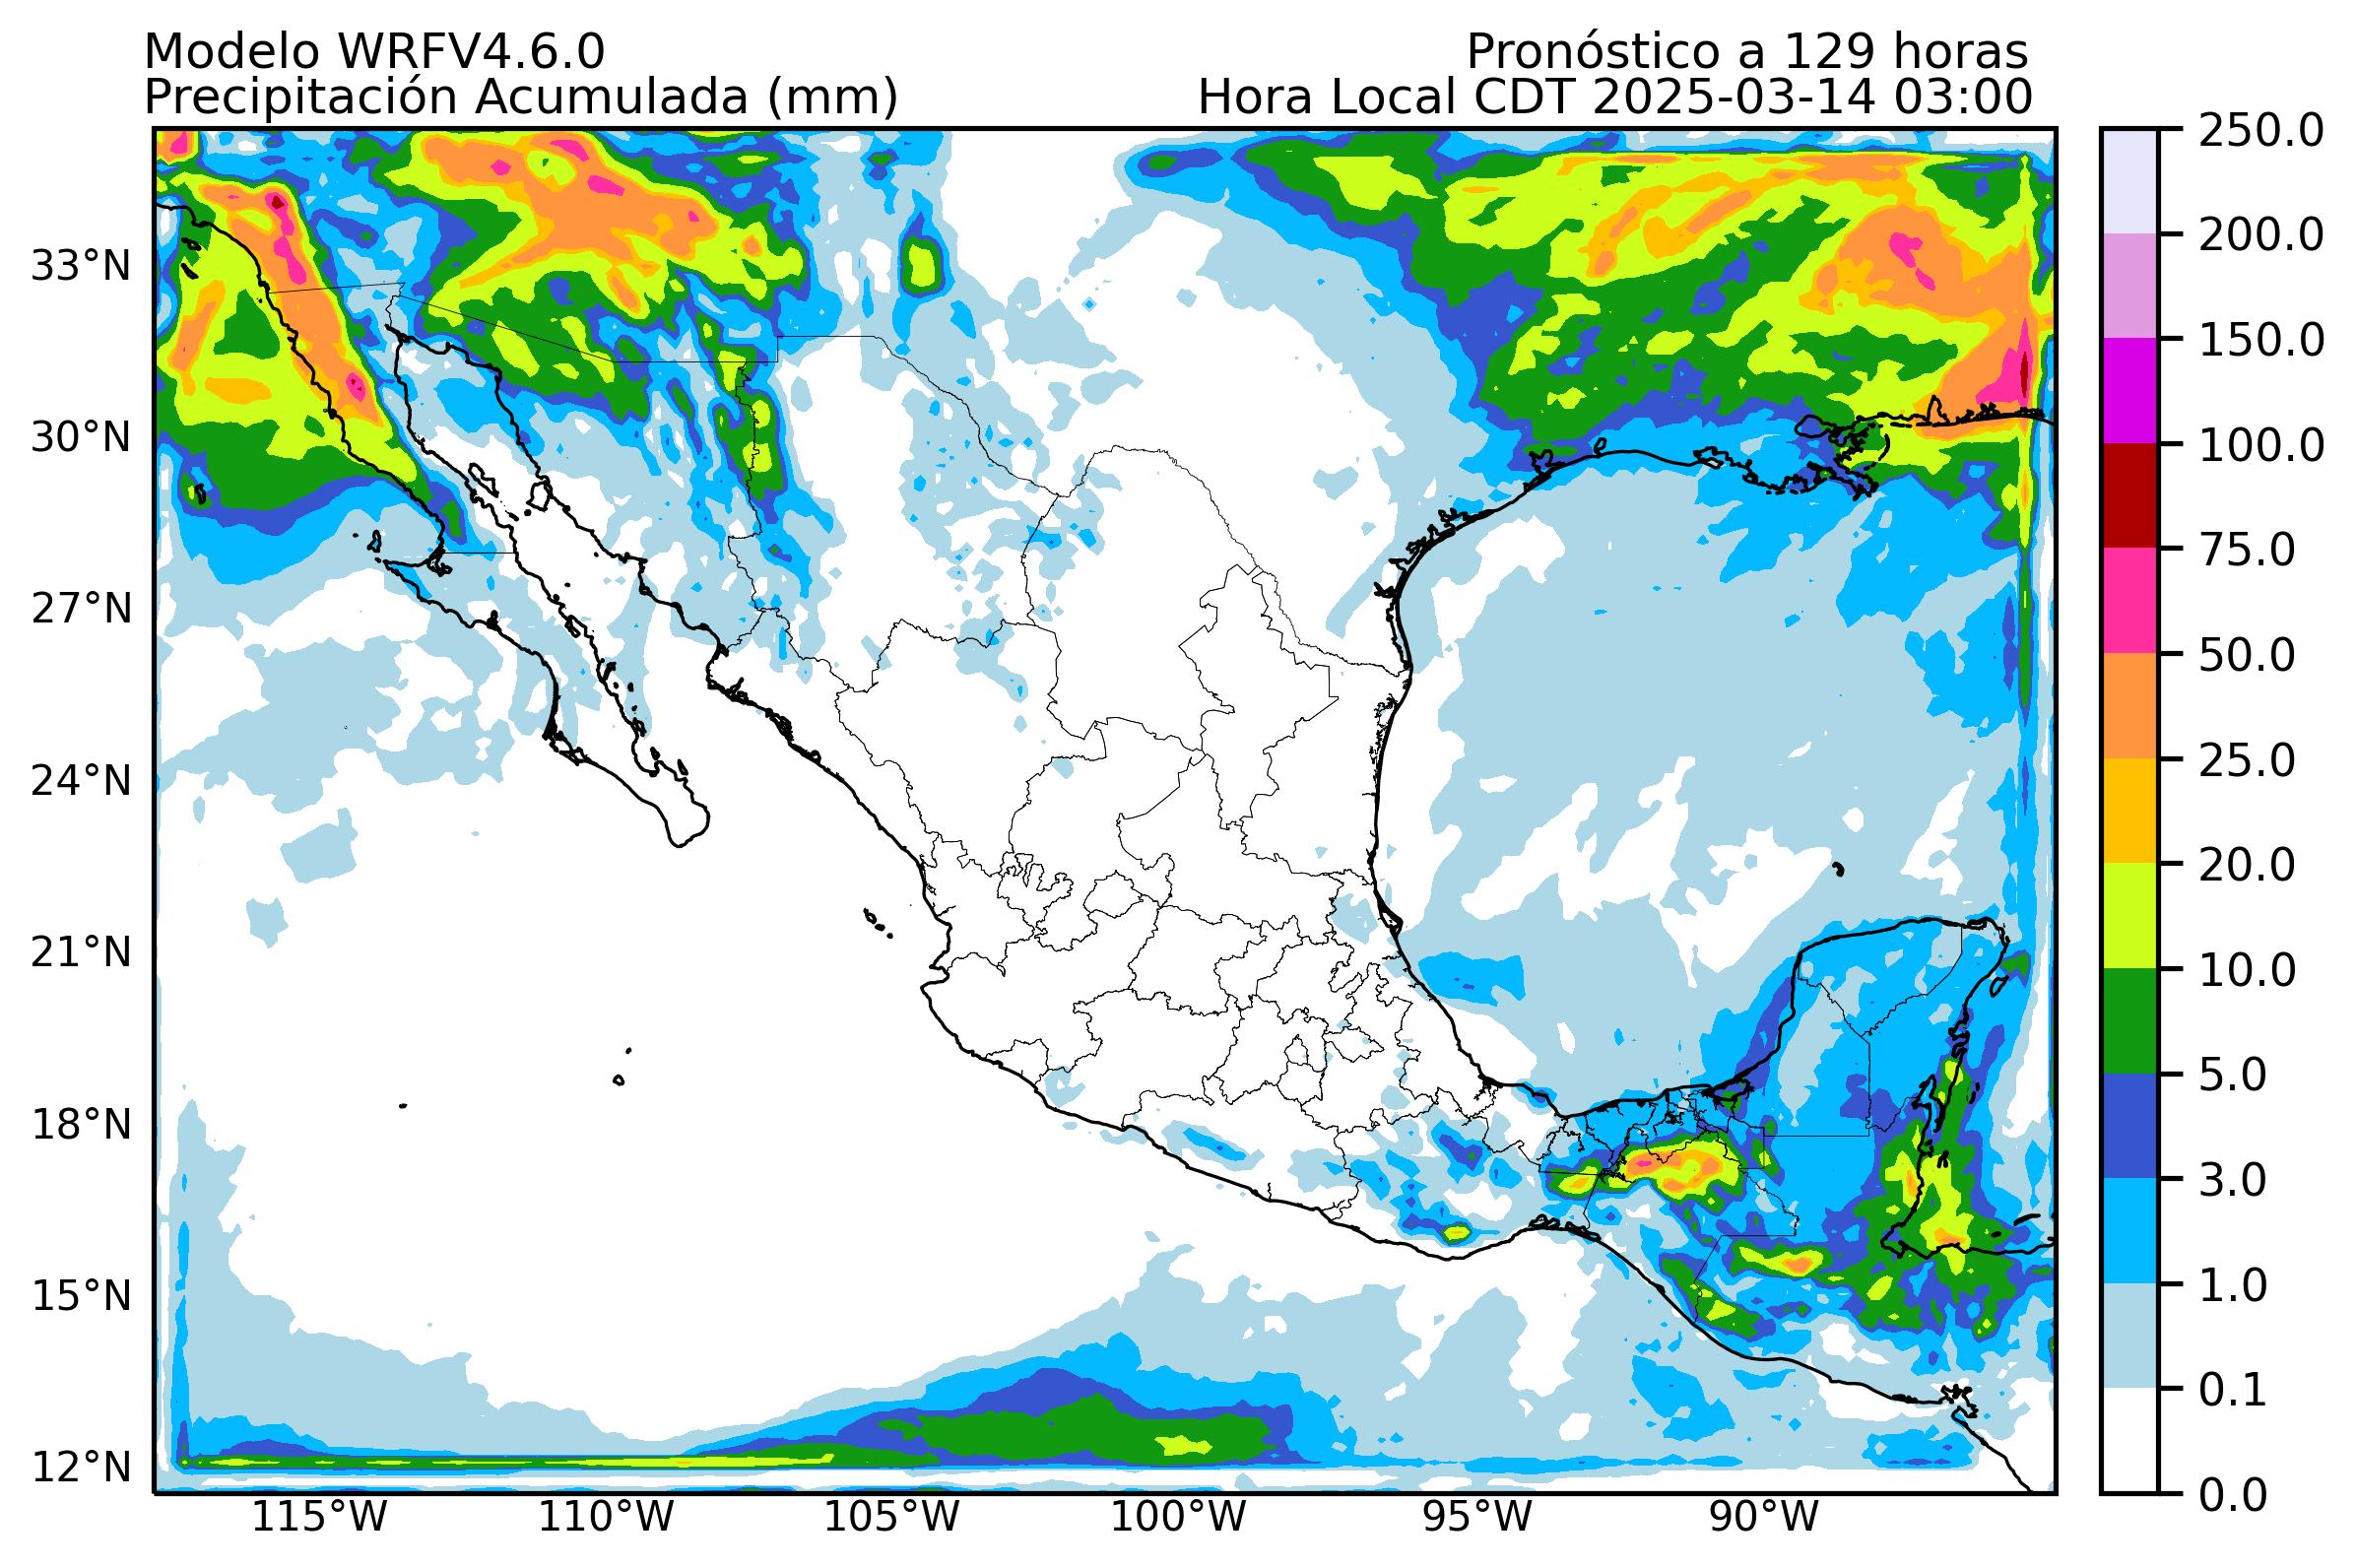 Modelo WRFV4.6.0
Pronóstico a 129 horas
Precipitación Acumulada (mm)
Hora Local CDT 2025-03-14 03:00
33°N
30°N
27°N
24°N
21°N
18°N
15°N
12°N
115°W
110°W
105°W
100°W
95°W
90°W
250.0
200.0
150.0
100.0
75.0
50.0
25.0
20.0
10.0
5.0
3.0
1.0
0.1
0.0